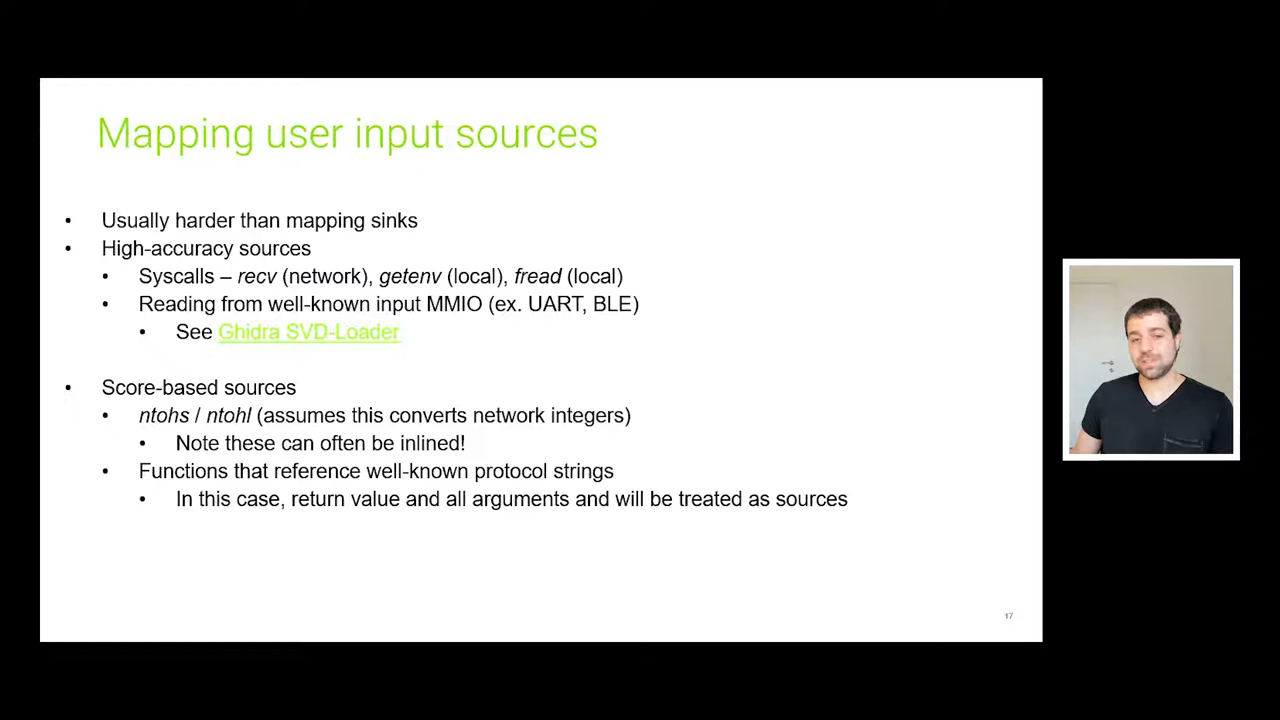 Mapping user input sources
• Usually harder than mapping sinks
• High-accuracy sources
• Syscalls – recv (network), getenv (local), fread (local)
• Reading from well-known input MMIO (ex. UART, BLE)
• See Ghidra SVD-Loader
• Score-based sources
• ntohs / ntohl (assumes this converts network integers)
• Note these can often be inlined!
• Functions that reference well-known protocol strings
• In this case, return value and all arguments and will be treated as sources
17